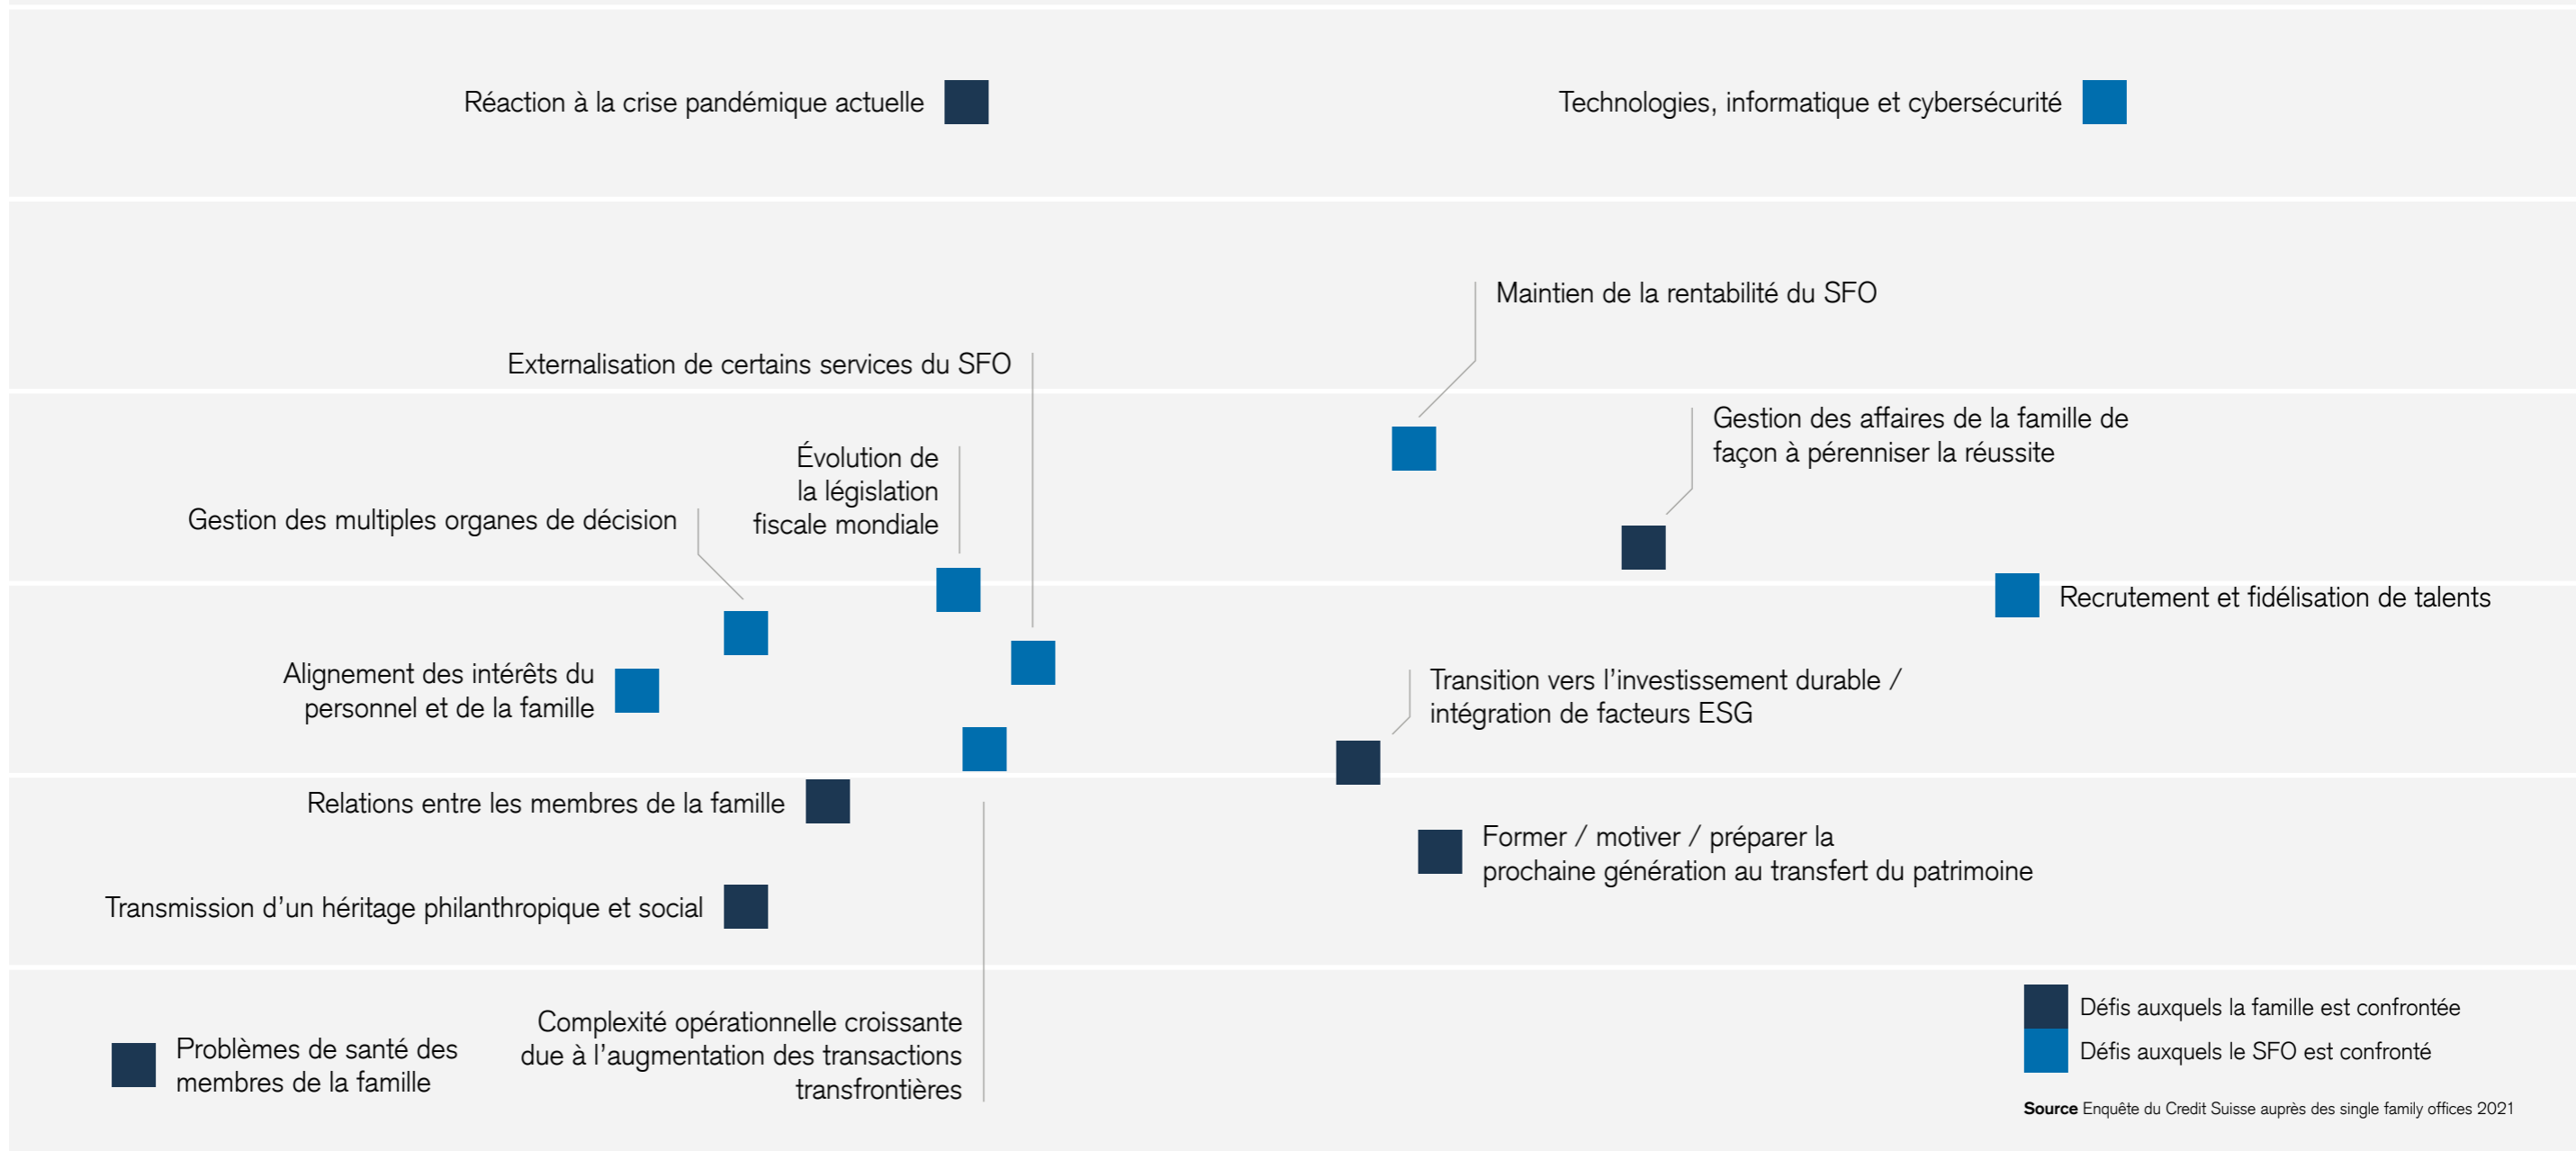 Réaction à la crise pandémique actuelle
Technologies, informatique et cybersécurité
Maintien de la rentabilité du SFO
Externalisation de certains services du SFO
Gestion des affaires de la famille de
façon à pérenniser la réussite
Évolution de
la législation
fiscale mondiale
Gestion des multiples organes de décision
Recrutement et fidélisation de talents
Alignement des intérêts du
personnel et de la famille
Transition vers l’investissement durable /
intégration de facteurs ESG
Relations entre les membres de la famille
Former / motiver / préparer la
prochaine génération au transfert du patrimoine
Transmission d’un héritage philanthropique et social
Complexité opérationnelle croissante
due à l’augmentation des transactions
transfrontières
Problèmes de santé des
membres de la famille
Défis auxquels la famille est confrontée
Défis auxquels le SFO est confronté
Source Enquête du Credit Suisse auprès des single family offices 2021